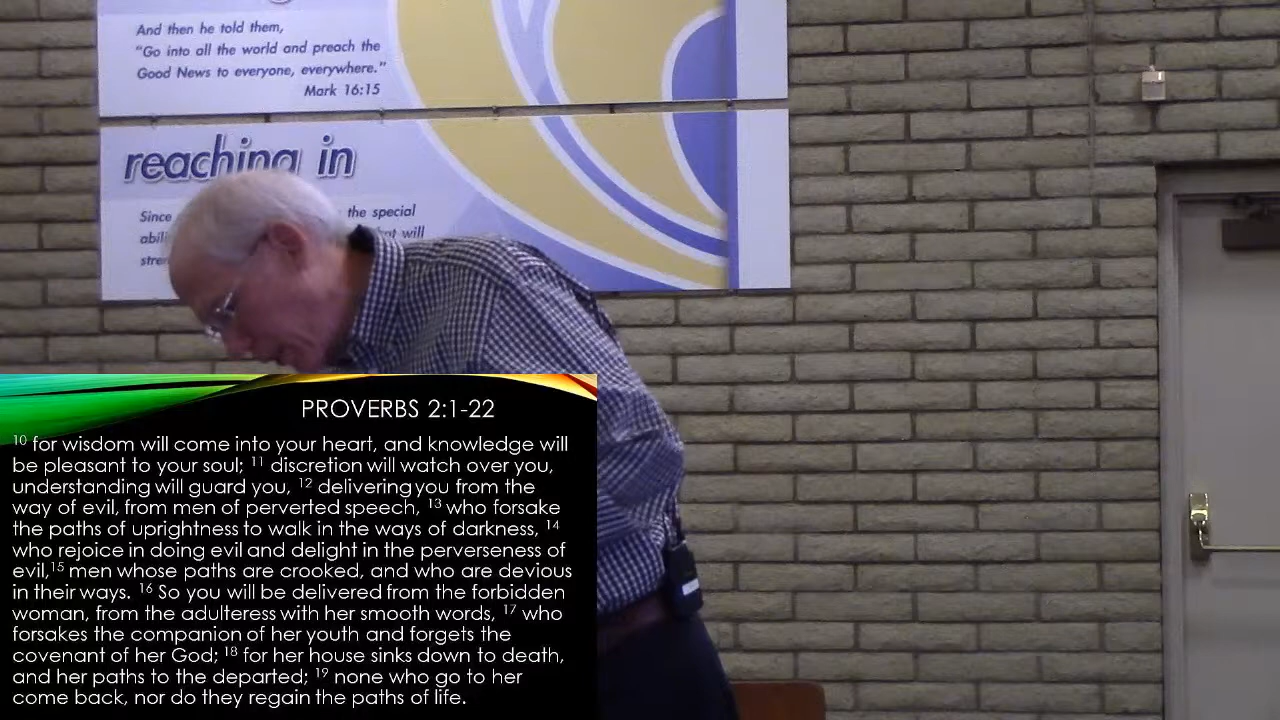 And then he told them,
"Go into all the world and preach the
Good News to everyone, everywhere."
Mark 16:15
reaching in
Since the special
will
PROVERBS 2:1-22
10 for wisdom will come into your heart, and knowledge will
be pleasant to your soul; 11 discretion will watch over you,
understanding will guard you, 12 delivering you from the
way of evil, from men of perverted speech, 13 who forsake
the paths of uprightness to walk in the ways of darkness, 14
who rejoice in doing evil and delight in the perverseness of
evil,15 men whose paths are crooked, and who are devious
in their ways. 16 So you will be delivered from the forbidden
woman, from the adulteress with her smooth words, 17 who
forsakes the companion of her youth and forgets the
covenant of her God; 18 for her house sinks down to death,
and her paths to the departed; 19 none who go to her
come back, nor do they regain the paths of life.